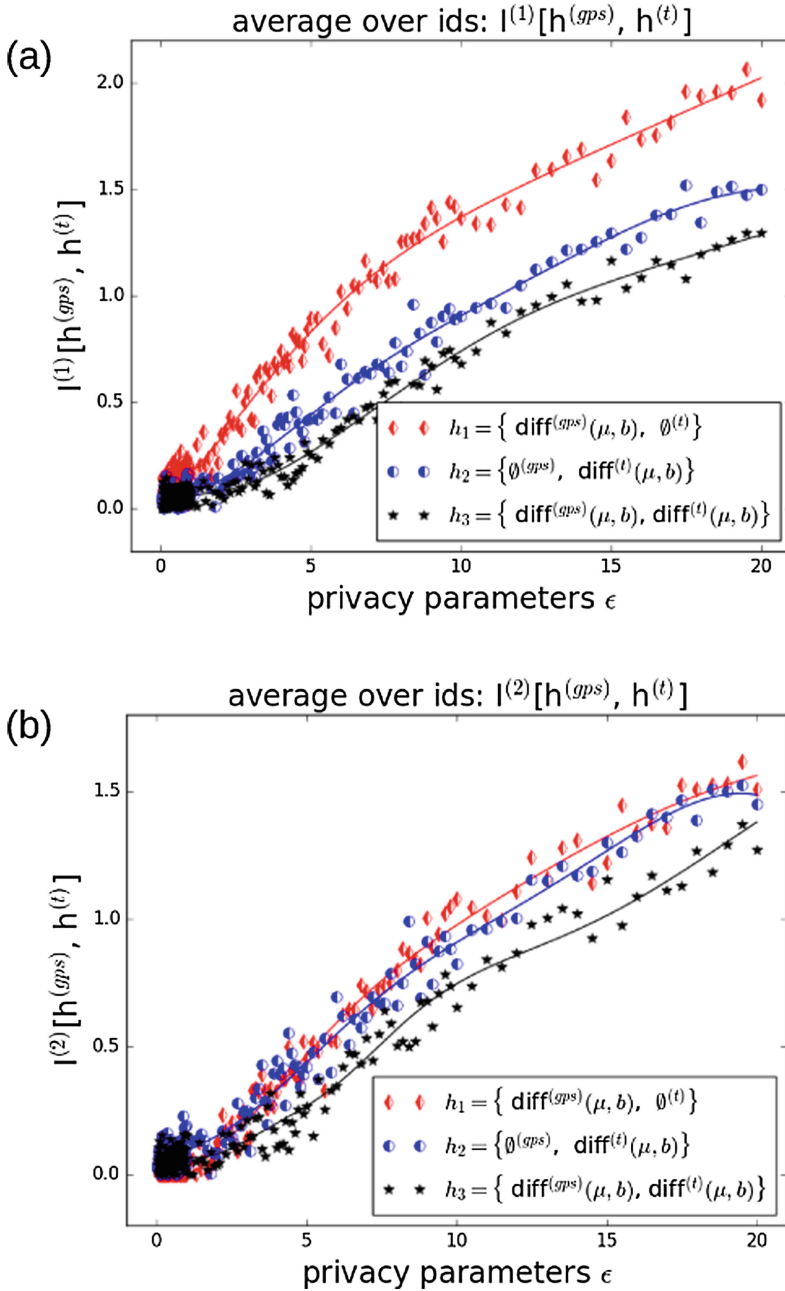 average over ids: I⁽¹⁾[h⁽ᵍᵖˢ⁾, h⁽ᵗ⁾]
(a)
I⁽¹⁾[h⁽ᵍᵖˢ⁾, h⁽ᵗ⁾]
2.0
1.5
1.0
0.5
0.0
h₁ = { diff⁽ᵍᵖˢ⁾(μ, b), ∅⁽ᵗ⁾}
h₂ = {∅⁽ᵍᵖˢ⁾, diff⁽ᵗ⁾(μ, b)}
h₃ = { diff⁽ᵍᵖˢ⁾(μ, b), diff⁽ᵗ⁾(μ, b)}
0 5 10 15 20
privacy parameters ϵ
average over ids: I⁽²⁾[h⁽ᵍᵖˢ⁾, h⁽ᵗ⁾]
(b)
I⁽²⁾[h⁽ᵍᵖˢ⁾, h⁽ᵗ⁾]
1.5
1.0
0.5
0.0
h₁ = { diff⁽ᵍᵖˢ⁾(μ, b), ∅⁽ᵗ⁾}
h₂ = {∅⁽ᵍᵖˢ⁾, diff⁽ᵗ⁾(μ, b)}
h₃ = { diff⁽ᵍᵖˢ⁾(μ, b), diff⁽ᵗ⁾(μ, b)}
0 5 10 15 20
privacy parameters ϵ